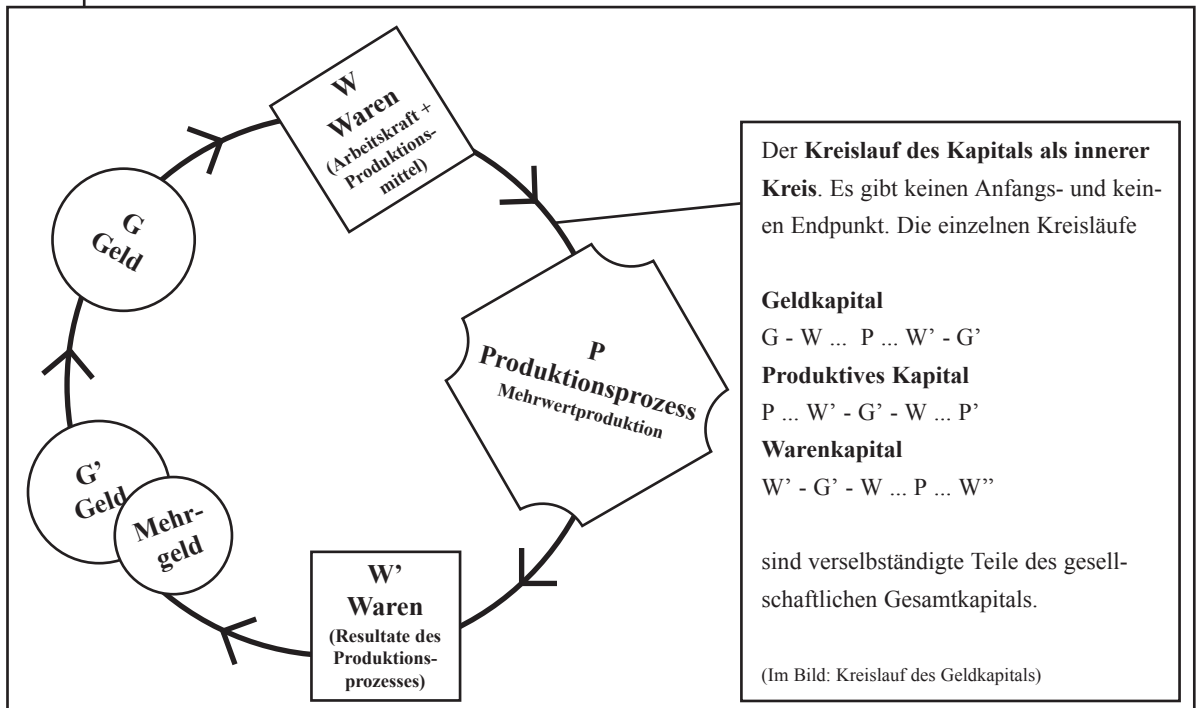 W
Waren
(Arbeitskraft +
Produktions-
mittel)
G
Geld
P
Produktionsprozess
Mehrwertproduktion
G’
Geld
Mehr-
geld
W’
Waren
(Resultate des
Produktions-
prozesses)
Der Kreislauf des Kapitals als innerer
Kreis. Es gibt keinen Anfangs- und kein-
en Endpunkt. Die einzelnen Kreisläufe
Geldkapital
G - W ... P ... W’ - G’
Produktives Kapital
P ... W’ - G’ - W ... P’
Warenkapital
W’ - G’ - W ... P ... W’’
sind verselbständigte Teile des gesell-
schaftlichen Gesamtkapitals.
(Im Bild: Kreislauf des Geldkapitals)